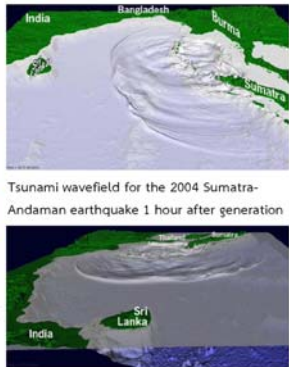 Bangladesh
India
Burma
Sri
Sumatra
Tsunami wavefield for the 2004 Sumatra-
Andaman earthquake 1 hour after generation
Thailand
Sumatra
Sri
Lanka
India